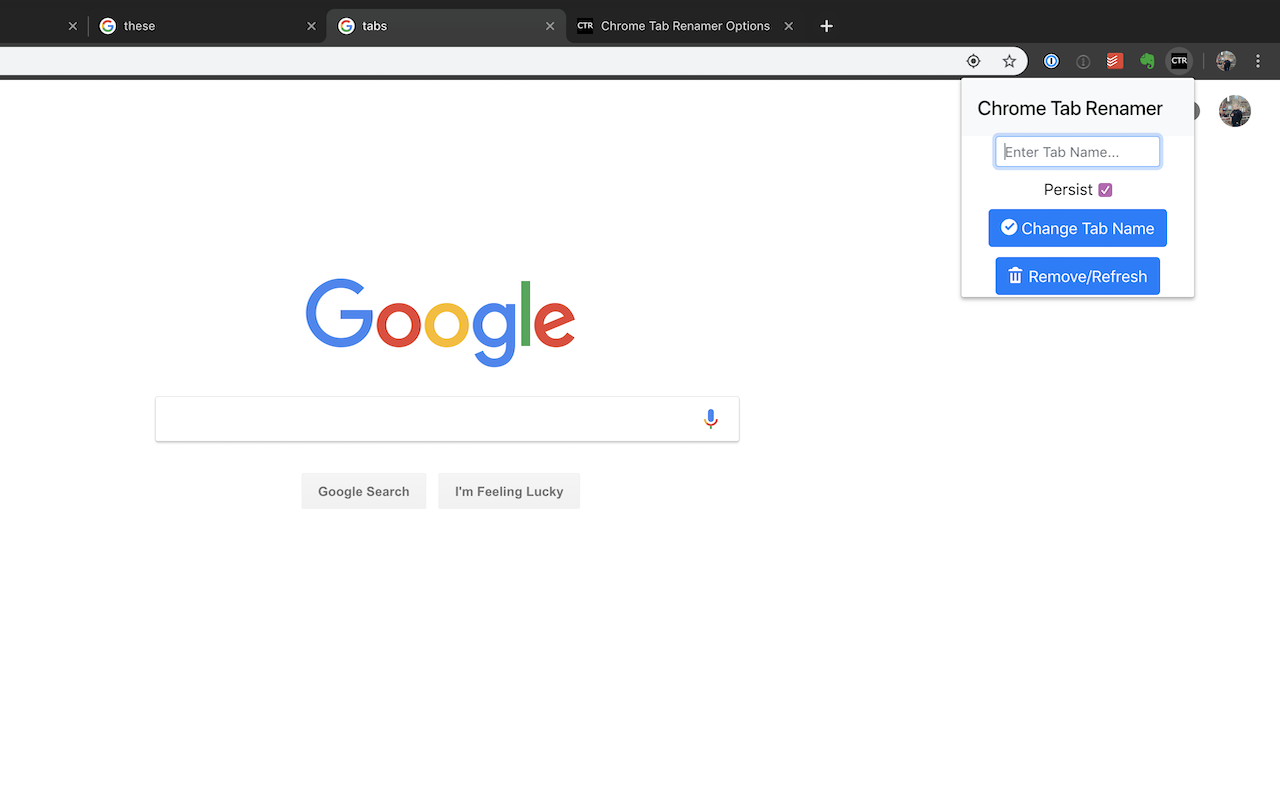 these
tabs
CTR Chrome Tab Renamer Options
CTR
Chrome Tab Renamer
Enter Tab Name...
Persist
Change Tab Name
Remove/Refresh
Google
Google Search
I'm Feeling Lucky